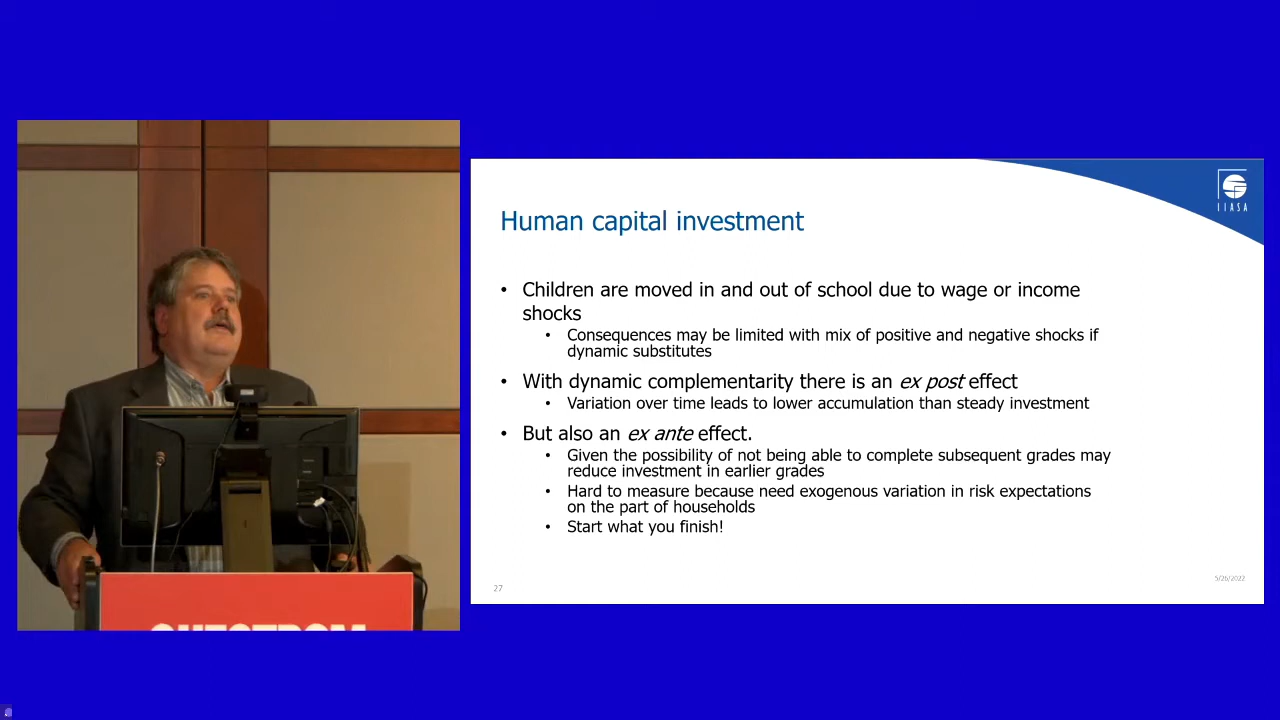 IIASA
Human capital investment
• Children are moved in and out of school due to wage or income
shocks
• Consequences may be limited with mix of positive and negative shocks if
dynamic substitutes
• With dynamic complementarity there is an ex post effect
• Variation over time leads to lower accumulation than steady investment
• But also an ex ante effect.
• Given the possibility of not being able to complete subsequent grades may
reduce investment in earlier grades
• Hard to measure because need exogenous variation in risk expectations
on the part of households
• Start what you finish!
27
5/26/2022
QUESTROM